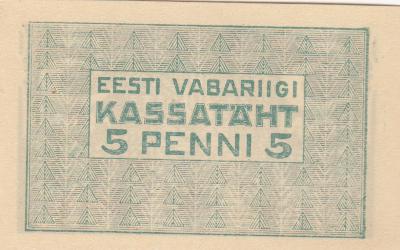 EESTI VABARIIGI
KASSATÄHT
5 PENNI 5